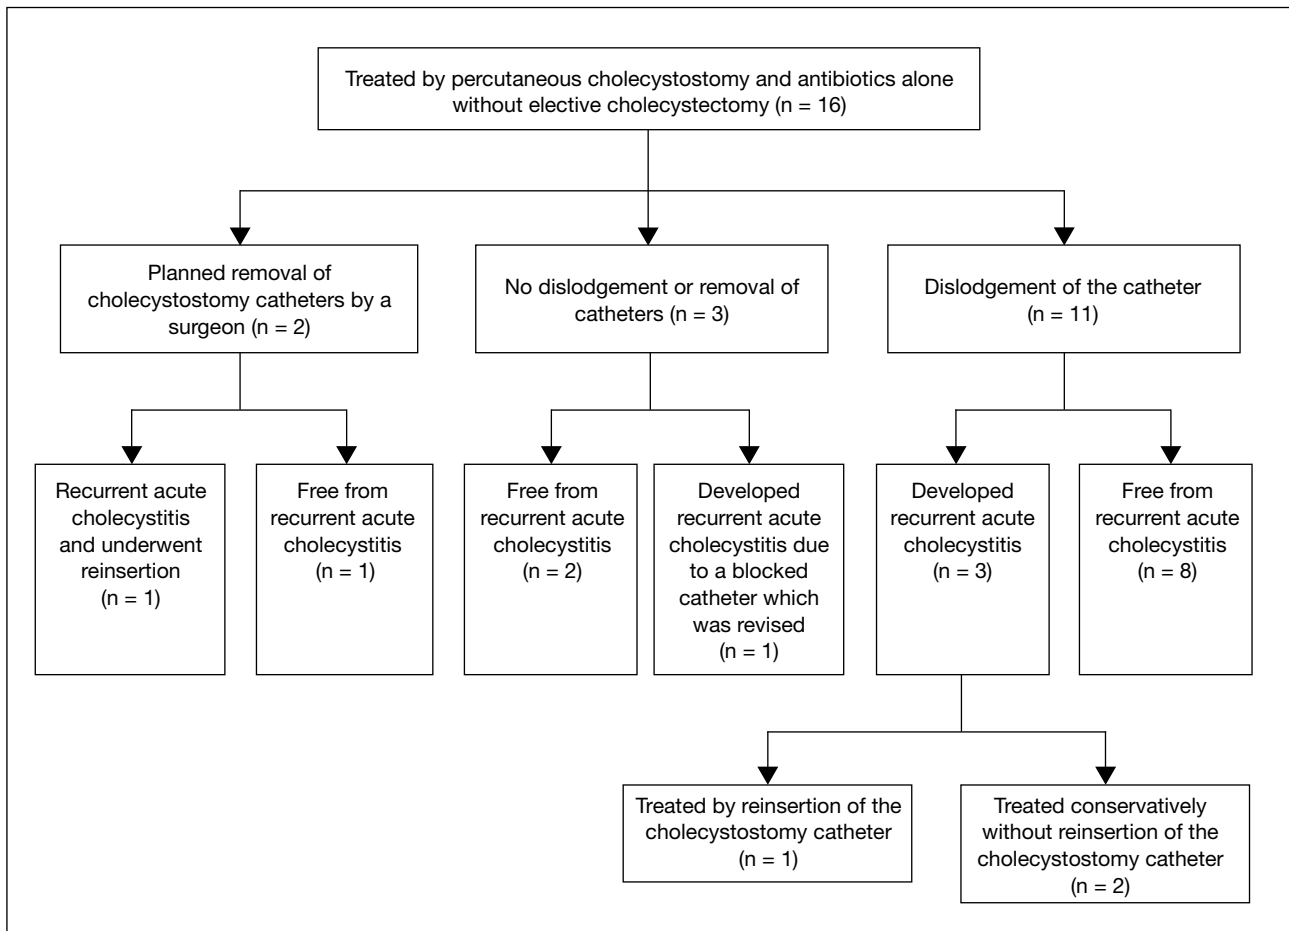 Treated by percutaneous cholecystostomy and antibiotics alone
without elective cholecystectomy (n = 16)
Planned removal of
cholecystostomy catheters by a
surgeon (n = 2)
No dislodgement or removal of
catheters (n = 3)
Dislodgement of the catheter
(n = 11)
Recurrent acute
cholecystitis
and underwent
reinsertion
(n = 1)
Free from
recurrent acute
cholecystitis
(n = 1)
Free from
recurrent acute
cholecystitis
(n = 2)
Developed
recurrent acute
cholecystitis due
to a blocked
catheter which
was revised
(n = 1)
Developed
recurrent acute
cholecystitis
(n = 3)
Free from
recurrent acute
cholecystitis
(n = 8)
Treated by reinsertion of the
cholecystostomy catheter
(n = 1)
Treated conservatively
without reinsertion of the
cholecystostomy catheter
(n = 2)